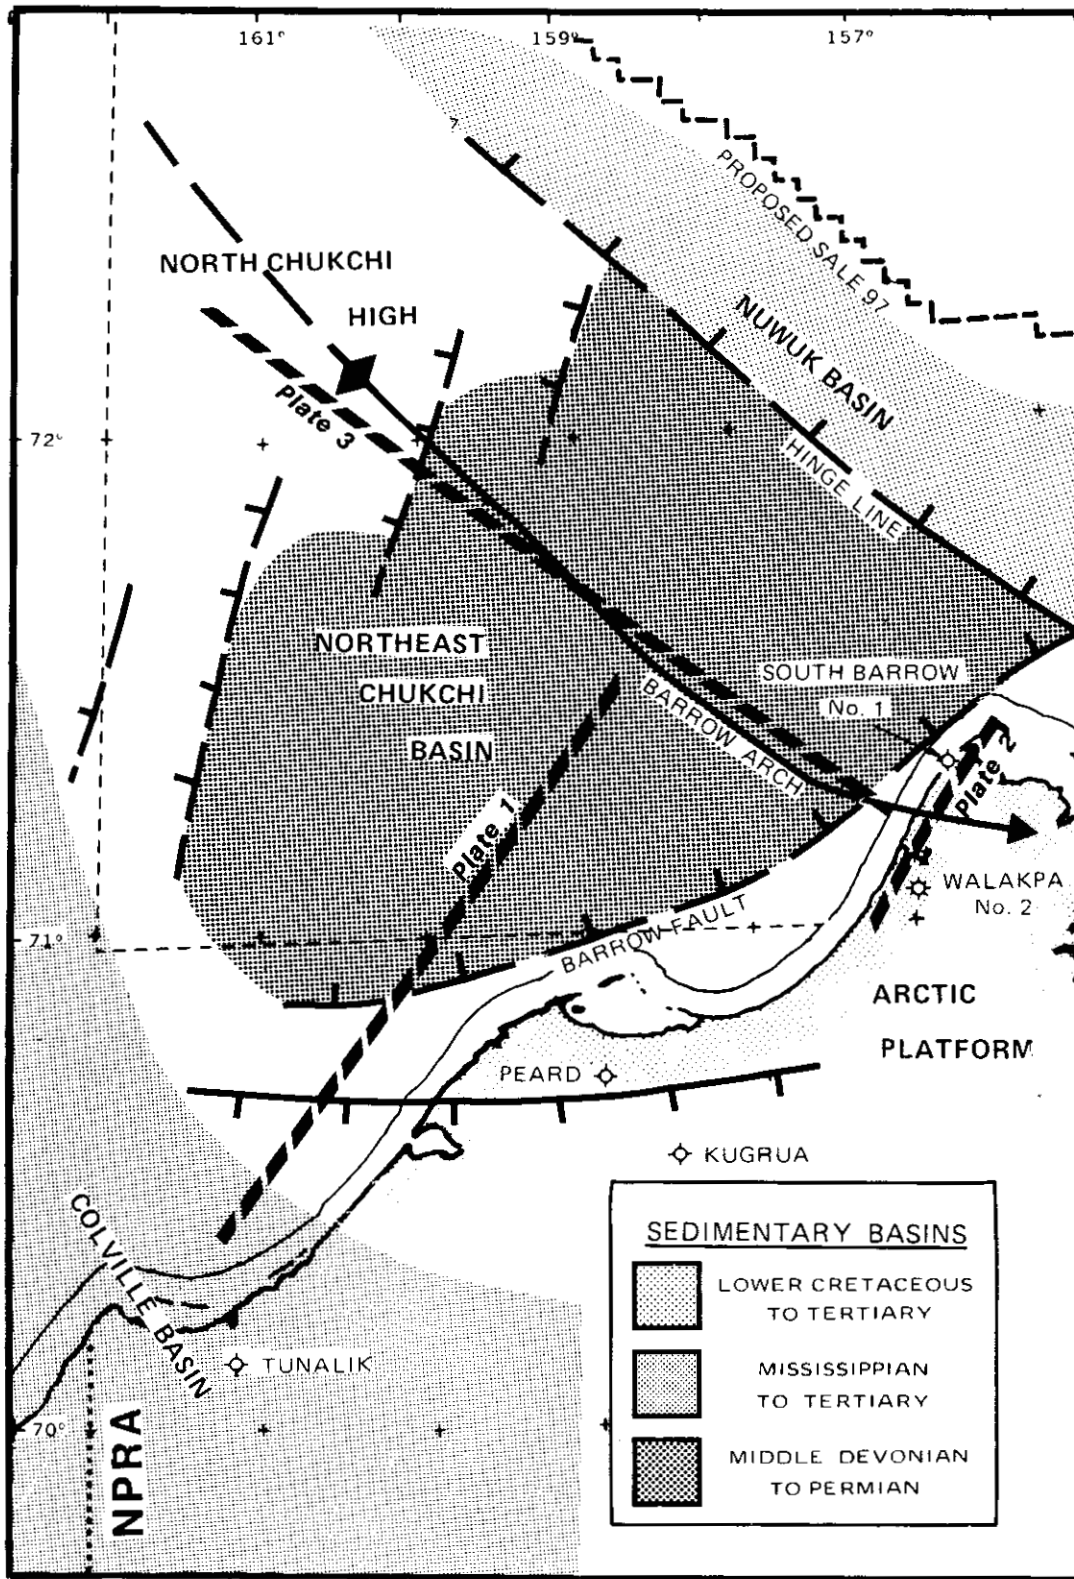 161° 159° 157°
PROPOSED SALE 97
?
NORTH CHUKCHI
HIGH
NUWUK BASIN
Plate 3
72°
HINGE LINE
NORTHEAST
CHUKCHI
BASIN
SOUTH BARROW
No. 1
BARROW ARCH
Plate 2
Plate 1
WALAKPA
No. 2
71°
BARROW FAULT
ARCTIC
PLATFORM
PEARD
KUGRUA
COLVILLE BASIN
TUNALIK
70°
NPRA
SEDIMENTARY BASINS
LOWER CRETACEOUS
TO TERTIARY
MISSISSIPPIAN
TO TERTIARY
MIDDLE DEVONIAN
TO PERMIAN